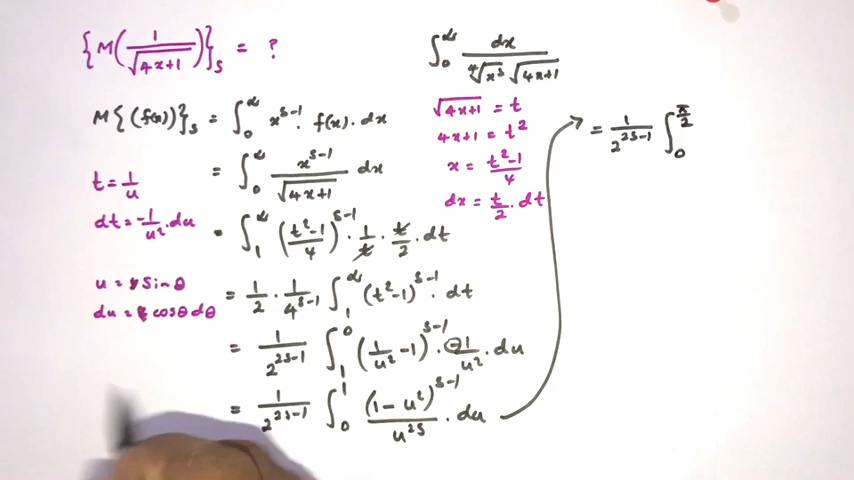 {M(1/√(4x+1))}_s = ?
M{(f(x))}_s = ∫_0^∞ x^(s-1) · f(x) · dx
= ∫_0^∞ x^(s-1)/√(4x+1) dx
t = 1/u
dt = -1/u² · du
= ∫_1^∞ ((t²-1)/4)^(s-1) · 1/t · t/2 · dt
u = sinθ
du = cosθ dθ
= 1/2 · 1/4^(s-1) ∫_1^∞ (t²-1)^(s-1) · dt
= 1/2^(2s-1) ∫_1^0 (1/u² - 1)^(s-1) · -1/u² · du
= 1/2^(2s-1) ∫_0^1 (1-u²)^(s-1)/u^(2s) · du
∫_0^∞ dx/(∜(x³) √(4x+1))
√(4x+1) = t
4x+1 = t²
x = (t²-1)/4
dx = t/2 · dt
= 1/2^(2s-1) ∫_0^(π/2)